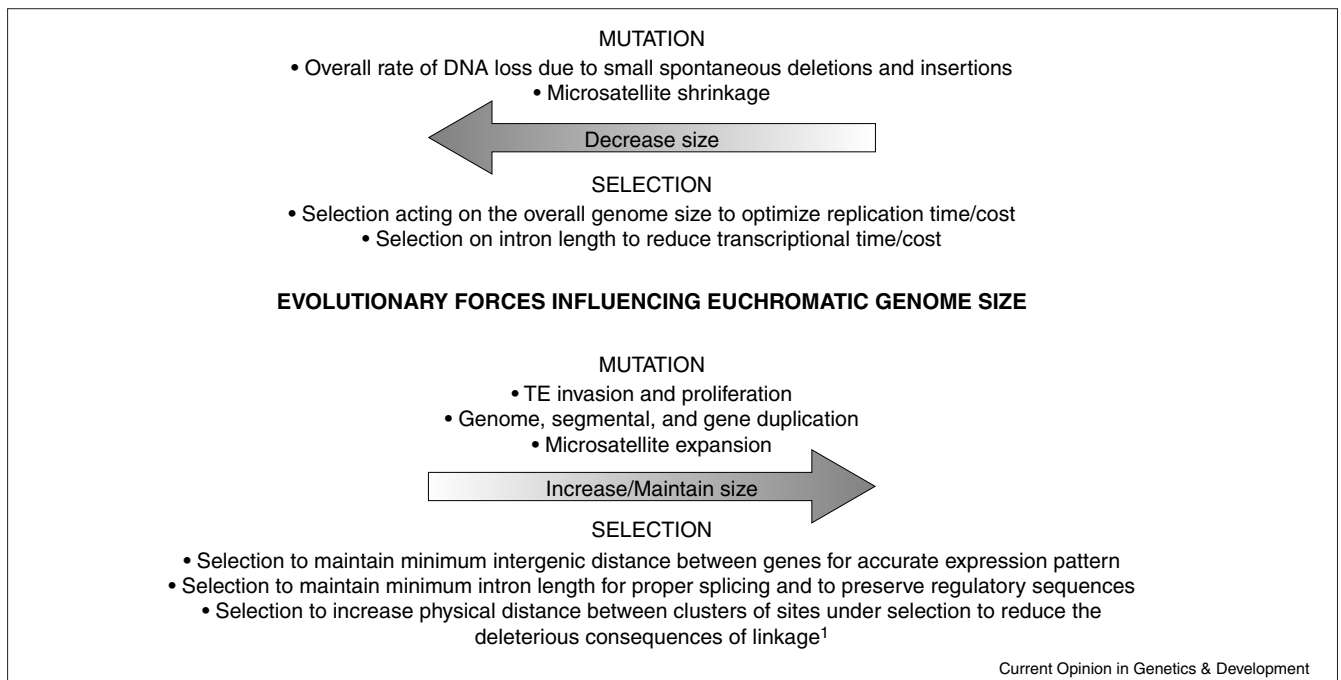 MUTATION
• Overall rate of DNA loss due to small spontaneous deletions and insertions
• Microsatellite shrinkage
Decrease size
SELECTION
• Selection acting on the overall genome size to optimize replication time/cost
• Selection on intron length to reduce transcriptional time/cost
EVOLUTIONARY FORCES INFLUENCING EUCHROMATIC GENOME SIZE
MUTATION
• TE invasion and proliferation
• Genome, segmental, and gene duplication
• Microsatellite expansion
Increase/Maintain size
SELECTION
• Selection to maintain minimum intergenic distance between genes for accurate expression pattern
• Selection to maintain minimum intron length for proper splicing and to preserve regulatory sequences
• Selection to increase physical distance between clusters of sites under selection to reduce the
deleterious consequences of linkage¹
Current Opinion in Genetics & Development